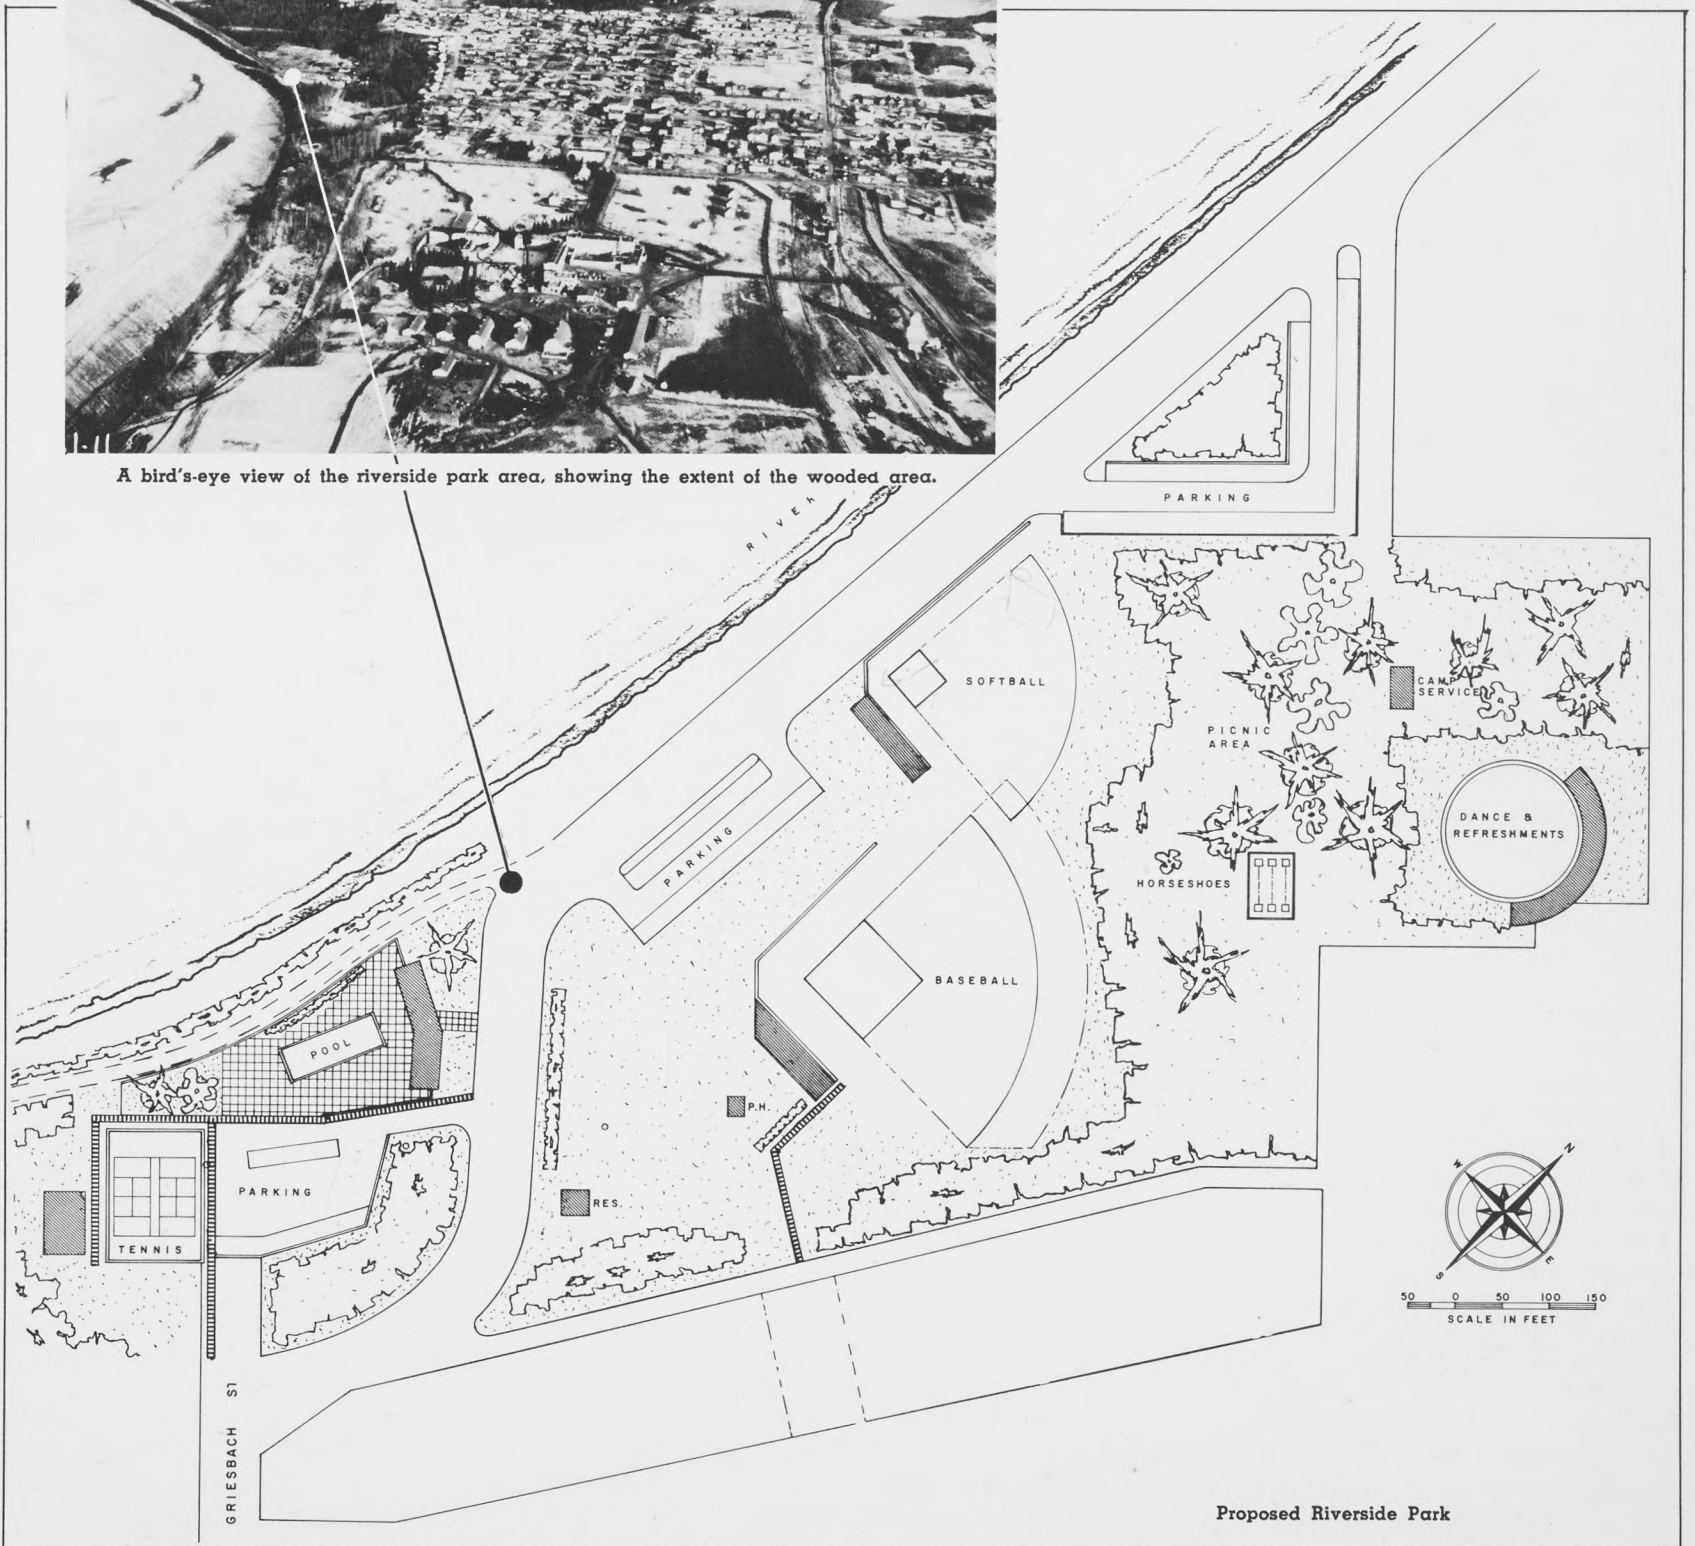 A bird's-eye view of the riverside park area, showing the extent of the wooded area.
RIVER
PARKING
SOFTBALL
CAMP
SERVICE
PICNIC
AREA
DANCE &
REFRESHMENTS
PARKING
HORSESHOES
BASEBALL
POOL
P.H.
PARKING
RES.
TENNIS
N
W
E
S
50 0 50 100 150
SCALE IN FEET
GRIESBACH ST
Proposed Riverside Park